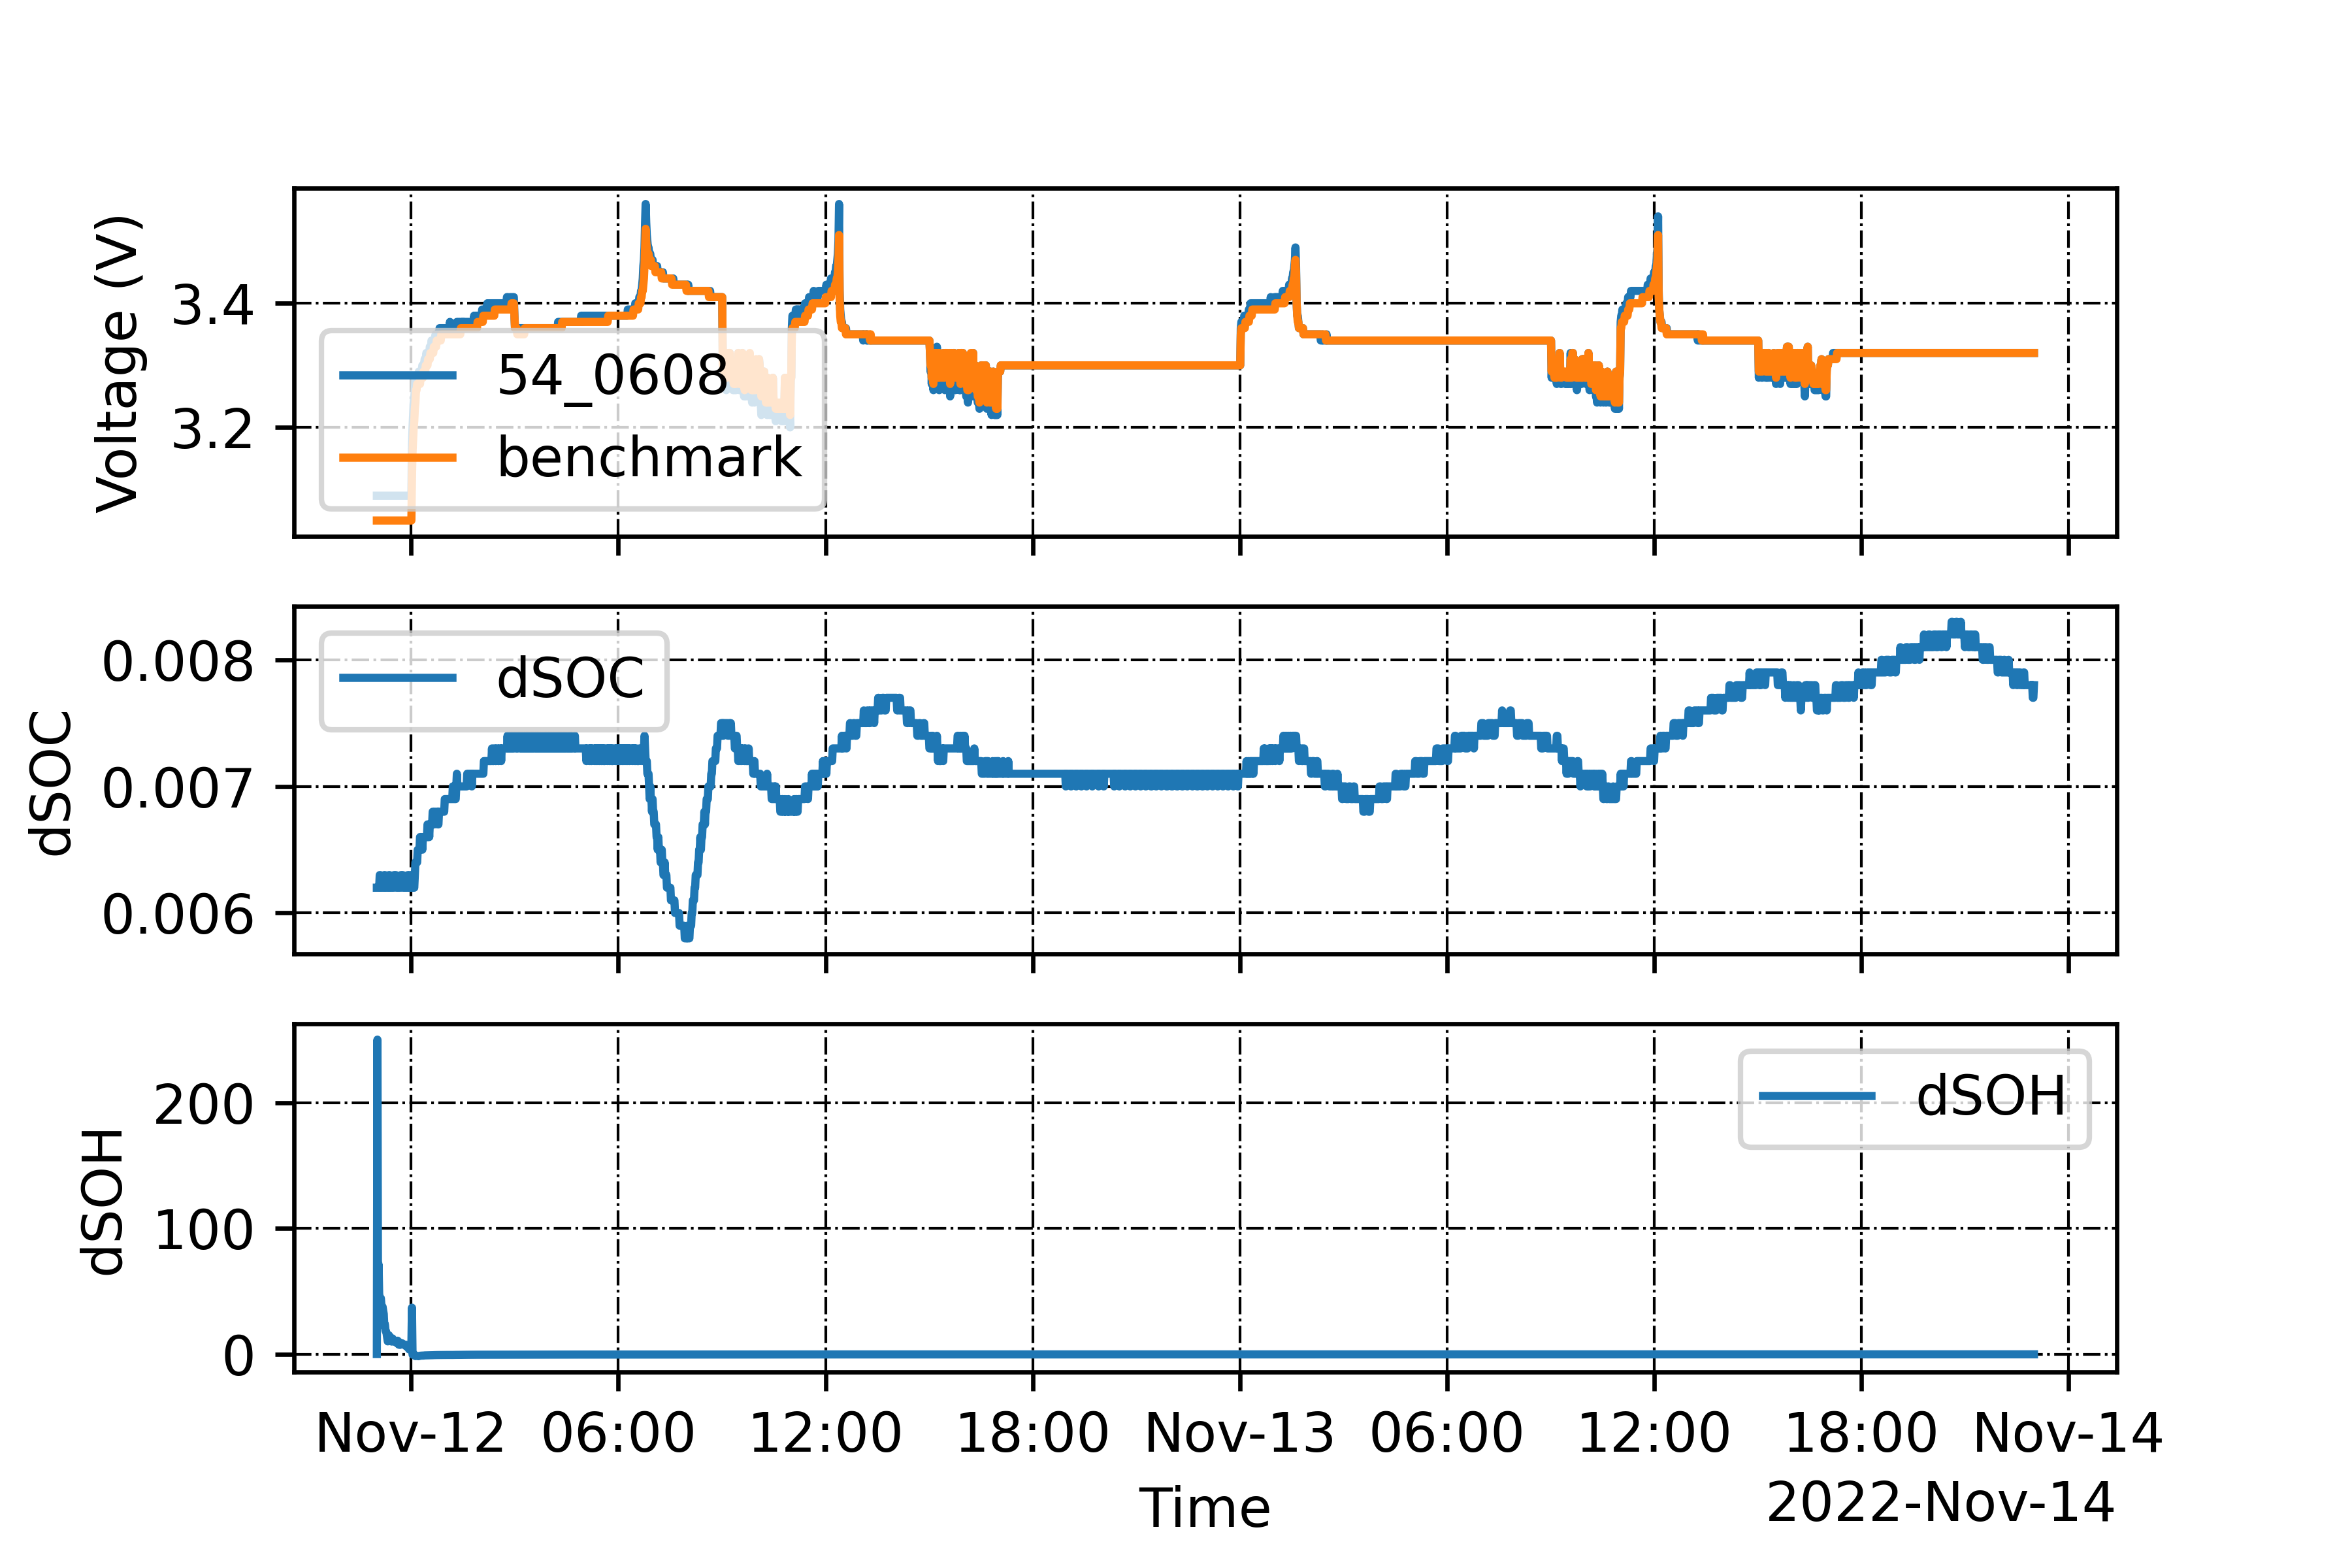 Voltage (V)
3.4
3.2
54_0608
benchmark
dSOC
0.008
0.007
0.006
dSOC
dSOH
200
100
0
dSOH
Nov-12 06:00 12:00 18:00 Nov-13 06:00 12:00 18:00 Nov-14
Time
2022-Nov-14